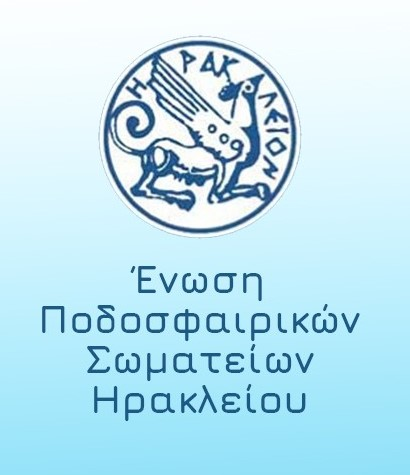 ΗΡΑΚΛΕΙΟΝ
Ένωση
Ποδοσφαιρικών
Σωματείων
Ηρακλείου